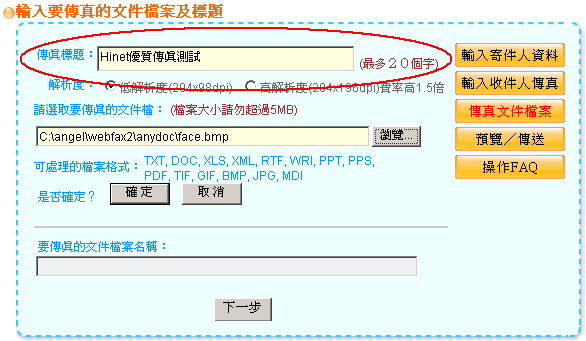 輸入要傳真的文件檔案及標題
傳真標題：Hinet優質傳真測試 (最多２０個字)
解析度： 低解析度(204x98dpi) 高解析度(204x196dpi)費率高1.5倍
請選取要傳真的文件檔： (檔案大小請勿超過5MB)
C:\angel\webfax2\anydoc\face.bmp 瀏覽...
可處理的檔案格式： TXT, DOC, XLS, XML, RTF, WRI, PPT, PPS,
PDF, TIF, GIF, BMP, JPG, MDI
是否確定？ 確定 取消
要傳真的文件檔案名稱：
下一步
輸入寄件人資料
輸入收件人傳真
傳真文件檔案
預覽／傳送
操作FAQ